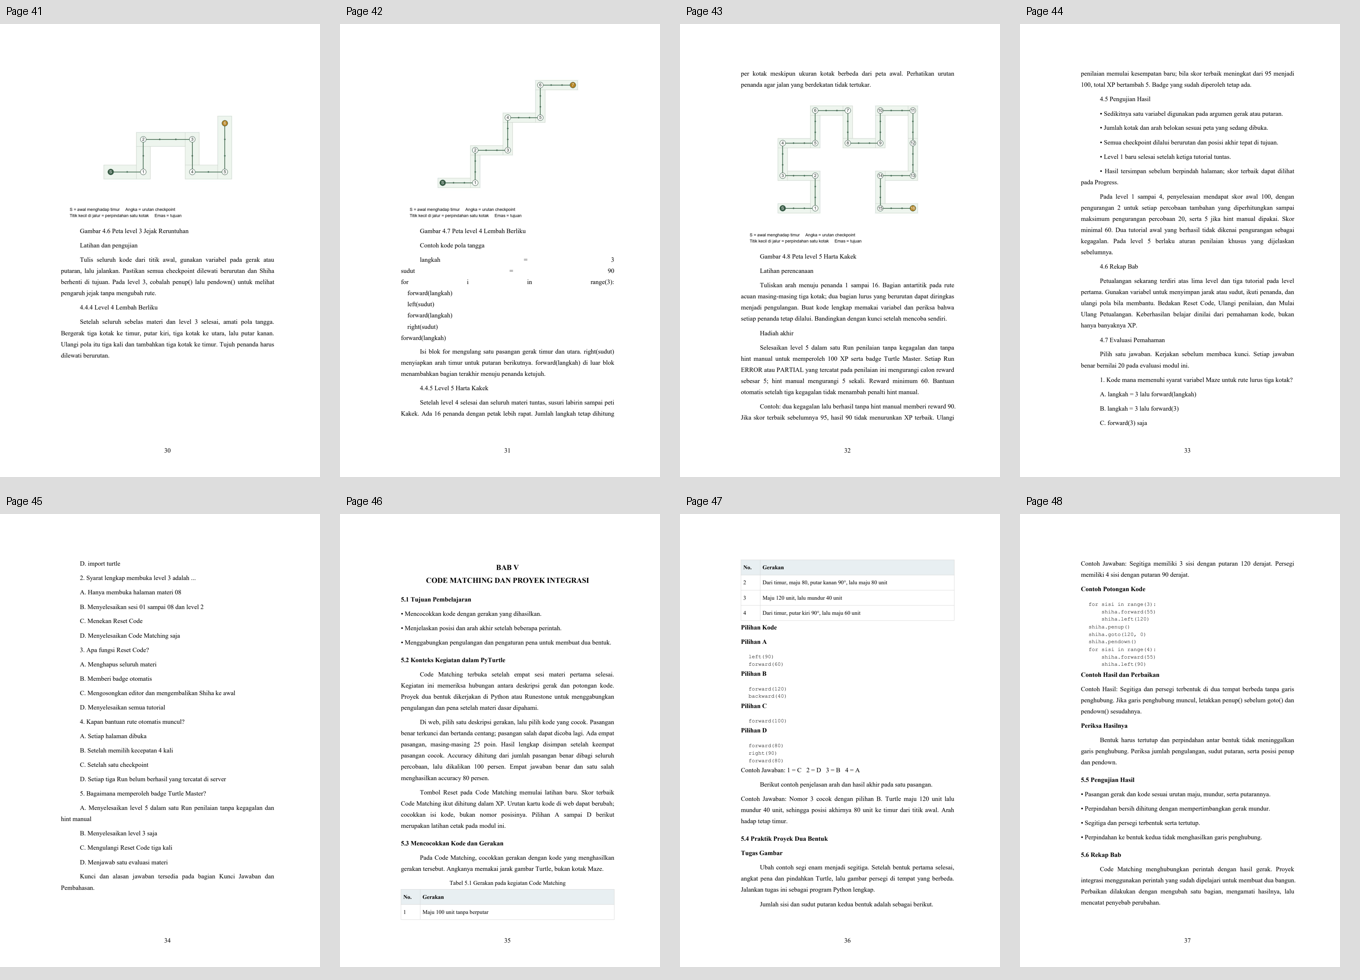 Page 41
S = awal menghadap timur Angka = urutan checkpoint
Titik kecil di jalur = perpindahan satu kotak Emas = tujuan
Gambar 4.6 Peta level 3 Jejak Reruntuhan
Latihan dan pengujian
Tulis seluruh kode dari titik awal, gunakan variabel pada gerak atau
putaran, lalu jalankan. Pastikan semua checkpoint dilewati berurutan dan Shiha
berhenti di tujuan. Pada level 3, cobalah penup() lalu pendown() untuk melihat
pengaruh jejak tanpa mengubah rute.
4.4.4 Level 4 Lembah Berliku
Setelah seluruh sebelas materi dan level 3 selesai, amati pola tangga.
Bergerak tiga kotak ke timur, putar kiri, tiga kotak ke utara, lalu putar kanan.
Ulangi pola itu tiga kali dan tambahkan tiga kotak ke timur. Tujuh penanda harus
dilewati berurutan.
30
Page 42
S = awal menghadap timur Angka = urutan checkpoint
Titik kecil di jalur = perpindahan satu kotak Emas = tujuan
Gambar 4.7 Peta level 4 Lembah Berliku
Contoh kode pola tangga
langkah = 3
sudut = 90
for i in range(3):
forward(langkah)
left(sudut)
forward(langkah)
right(sudut)
forward(langkah)
Isi blok for mengulang satu pasangan gerak timur dan utara. right(sudut)
menyiapkan arah timur untuk putaran berikutnya. forward(langkah) di luar blok
menambahkan bagian terakhir menuju penanda ketujuh.
4.4.5 Level 5 Harta Kakek
Setelah level 4 selesai dan seluruh materi tuntas, susuri labirin sampai peti
Kakek. Ada 16 penanda dengan petak lebih rapat. Jumlah langkah tetap dihitung
31
Page 43
per kotak meskipun ukuran kotak berbeda dari peta awal. Perhatikan urutan
penanda agar jalan yang berdekatan tidak tertukar.
S = awal menghadap timur Angka = urutan checkpoint
Titik kecil di jalur = perpindahan satu kotak Emas = tujuan
Gambar 4.8 Peta level 5 Harta Kakek
Latihan perencanaan
Tuliskan arah menuju penanda 1 sampai 16. Bagian antartitik pada rute
acuan masing-masing tiga kotak; dua bagian lurus yang berurutan dapat diringkas
menjadi pengulangan. Buat kode lengkap memakai variabel dan periksa bahwa
setiap penanda tetap dilalui. Bandingkan dengan kunci setelah mencoba sendiri.
Hadiah akhir
Selesaikan level 5 dalam satu Run penilaian tanpa kegagalan dan tanpa
hint manual untuk memperoleh 100 XP serta badge Turtle Master. Setiap Run
ERROR atau PARTIAL yang tercatat pada penilaian ini mengurangi calon reward
sebesar 5; hint manual mengurangi 5 sekali. Reward minimum 60. Bantuan
otomatis setelah tiga kegagalan tidak menambah penalti hint manual.
Contoh: dua kegagalan lalu berhasil tanpa hint manual memberi reward 90.
Jika skor terbaik sebelumnya 95, hasil 90 tidak menurunkan XP terbaik. Ulangi
32
Page 44
penilaian memulai kesempatan baru; bila skor terbaik meningkat dari 95 menjadi
100, total XP bertambah 5. Badge yang sudah diperoleh tetap ada.
4.5 Pengujian Hasil
• Sedikitnya satu variabel digunakan pada argumen gerak atau putaran.
• Jumlah kotak dan arah belokan sesuai peta yang sedang dibuka.
• Semua checkpoint dilalui berurutan dan posisi akhir tepat di tujuan.
• Level 1 baru selesai setelah ketiga tutorial tuntas.
• Hasil tersimpan sebelum berpindah halaman; skor terbaik dapat dilihat
pada Progress.
Pada level 1 sampai 4, penyelesaian mendapat skor awal 100, dengan
pengurangan 2 untuk setiap percobaan tambahan yang diperhitungkan sampai
maksimum pengurangan percobaan 20, serta 5 jika hint manual dipakai. Skor
minimal 60. Dua tutorial awal yang berhasil tidak dikenai pengurangan sebagai
kegagalan. Pada level 5 berlaku aturan penilaian khusus yang dijelaskan
sebelumnya.
4.6 Rekap Bab
Petualangan sekarang terdiri atas lima level dan tiga tutorial pada level
pertama. Gunakan variabel untuk menyimpan jarak atau sudut, ikuti penanda, dan
ulangi pola bila membantu. Bedakan Reset Code, Ulangi penilaian, dan Mulai
Ulang Petualangan. Keberhasilan belajar dinilai dari pemahaman kode, bukan
hanya banyaknya XP.
4.7 Evaluasi Pemahaman
Pilih satu jawaban. Kerjakan sebelum membaca kunci. Setiap jawaban
benar bernilai 20 pada evaluasi modul ini.
1. Kode mana memenuhi syarat variabel Maze untuk rute lurus tiga kotak?
A. langkah = 3 lalu forward(langkah)
B. langkah = 3 lalu forward(3)
C. forward(3) saja
33
Page 45
D. import turtle
2. Syarat lengkap membuka level 3 adalah ...
A. Hanya membuka halaman materi 08
B. Menyelesaikan sesi 01 sampai 08 dan level 2
C. Menekan Reset Code
D. Menyelesaikan Code Matching saja
3. Apa fungsi Reset Code?
A. Menghapus seluruh materi
B. Memberi badge otomatis
C. Mengosongkan editor dan mengembalikan Shiha ke awal
D. Menyelesaikan semua tutorial
4. Kapan bantuan rute otomatis muncul?
A. Setiap halaman dibuka
B. Setelah memilih kecepatan 4 kali
C. Setelah satu checkpoint
D. Setiap tiga Run belum berhasil yang tercatat di server
5. Bagaimana memperoleh badge Turtle Master?
A. Menyelesaikan level 5 dalam satu Run penilaian tanpa kegagalan dan tanpa
hint manual
B. Menyelesaikan level 3 saja
C. Mengulangi Reset Code tiga kali
D. Menjawab satu evaluasi materi
Kunci dan alasan jawaban tersedia pada bagian Kunci Jawaban dan
Pembahasan.
34
Page 46
BAB V
CODE MATCHING DAN PROYEK INTEGRASI
5.1 Tujuan Pembelajaran
• Mencocokkan kode dengan gerakan yang dihasilkan.
• Menjelaskan posisi dan arah akhir setelah beberapa perintah.
• Menggabungkan pengulangan dan pengaturan pena untuk membuat dua bentuk.
5.2 Konteks Kegiatan dalam PyTurtle
Code Matching terbuka setelah empat sesi materi pertama selesai.
Kegiatan ini memeriksa hubungan antara deskripsi gerak dan potongan kode.
Proyek dua bentuk dikerjakan di Python atau Runestone untuk menggabungkan
pengulangan dan pena setelah materi dasar dipahami.
Di web, pilih satu deskripsi gerakan, lalu pilih kode yang cocok. Pasangan
benar terkunci dan bertanda centang; pasangan salah dapat dicoba lagi. Ada empat
pasangan, masing-masing 25 poin. Hasil lengkap disimpan setelah keempat
pasangan cocok. Accuracy dihitung dari jumlah pasangan benar dibagi seluruh
percobaan, lalu dikalikan 100 persen. Empat jawaban benar dan satu salah
menghasilkan accuracy 80 persen.
Tombol Reset pada Code Matching memulai latihan baru. Skor terbaik
Code Matching ikut dihitung dalam XP. Urutan kartu kode di web dapat berubah;
cocokkan isi kode, bukan nomor posisinya. Pilihan A sampai D berikut
merupakan latihan cetak pada modul ini.
5.3 Mencocokkan Kode dan Gerakan
Pada Code Matching, cocokkan gerakan dengan kode yang menghasilkan
gerakan tersebut. Angkanya memakai jarak gambar Turtle, bukan kotak Maze.
Tabel 5.1 Gerakan pada kegiatan Code Matching
No. Gerakan
1 Maju 100 unit tanpa berputar
35
Page 47
No. Gerakan
2 Dari timur, maju 80, putar kanan 90°, lalu maju 80 unit
3 Maju 120 unit, lalu mundur 40 unit
4 Dari timur, putar kiri 90°, lalu maju 60 unit
Pilihan Kode
Pilihan A
left(90)
forward(60)
Pilihan B
forward(120)
backward(40)
Pilihan C
forward(100)
Pilihan D
forward(80)
right(90)
forward(80)
Contoh Jawaban: 1 = C 2 = D 3 = B 4 = A
Berikut contoh penjelasan arah dan hasil akhir pada satu pasangan.
Contoh Jawaban: Nomor 3 cocok dengan pilihan B. Turtle maju 120 unit lalu
mundur 40 unit, sehingga posisi akhirnya 80 unit ke timur dari titik awal. Arah
hadap tetap timur.
5.4 Praktik Proyek Dua Bentuk
Tugas Gambar
Ubah contoh segi enam menjadi segitiga. Setelah bentuk pertama selesai,
angkat pena dan pindahkan Turtle, lalu gambar persegi di tempat yang berbeda.
Jalankan tugas ini sebagai program Python lengkap.
Jumlah sisi dan sudut putaran kedua bentuk adalah sebagai berikut.
36
Page 48
Contoh Jawaban: Segitiga memiliki 3 sisi dengan putaran 120 derajat. Persegi
memiliki 4 sisi dengan putaran 90 derajat.
Contoh Potongan Kode
for sisi in range(3):
shiha.forward(55)
shiha.left(120)
shiha.penup()
shiha.goto(120, 0)
shiha.pendown()
for sisi in range(4):
shiha.forward(55)
shiha.left(90)
Contoh Hasil dan Perbaikan
Contoh Hasil: Segitiga dan persegi terbentuk di dua tempat berbeda tanpa garis
penghubung. Jika garis penghubung muncul, letakkan penup() sebelum goto() dan
pendown() sesudahnya.
Periksa Hasilnya
Bentuk harus tertutup dan perpindahan antar bentuk tidak meninggalkan
garis penghubung. Periksa jumlah pengulangan, sudut putaran, serta posisi penup
dan pendown.
5.5 Pengujian Hasil
• Pasangan gerak dan kode sesuai urutan maju, mundur, serta putarannya.
• Perpindahan bersih dihitung dengan mempertimbangkan gerak mundur.
• Segitiga dan persegi terbentuk serta tertutup.
• Perpindahan ke bentuk kedua tidak menghasilkan garis penghubung.
5.6 Rekap Bab
Code Matching menghubungkan perintah dengan hasil gerak. Proyek
integrasi menggunakan perintah yang sudah dipelajari untuk membuat dua bangun.
Perbaikan dilakukan dengan mengubah satu bagian, mengamati hasilnya, lalu
mencatat penyebab perubahan.
37